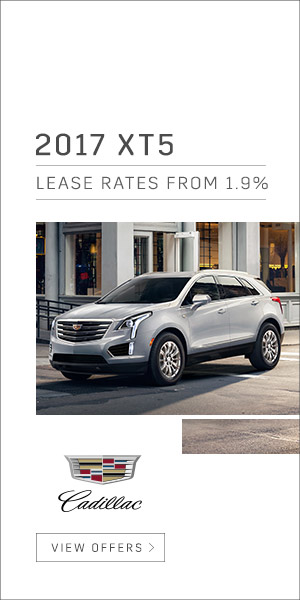 2017 XT5
LEASE RATES FROM 1.9%
Cadillac
VIEW OFFERS >